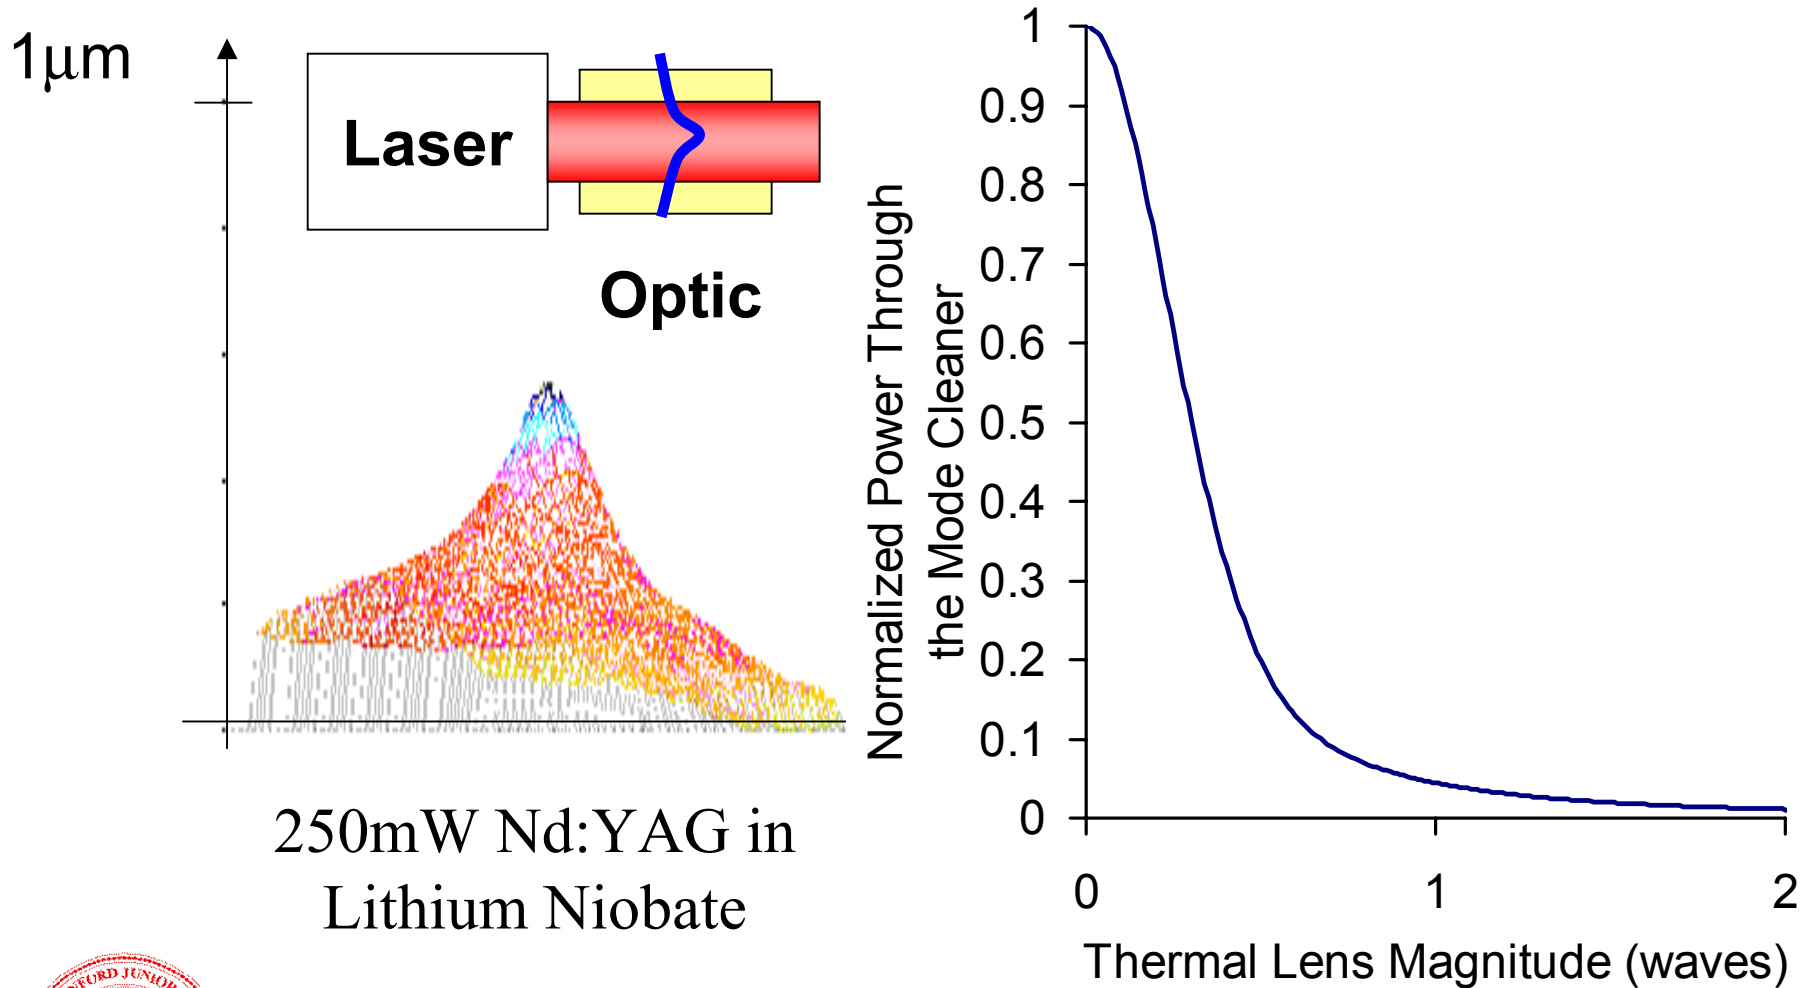 1μm
Laser
Optic
250mW Nd:YAG in
Lithium Niobate
Normalized Power Through
the Mode Cleaner
1
0.9
0.8
0.7
0.6
0.5
0.4
0.3
0.2
0.1
0
0 1 2
Thermal Lens Magnitude (waves)